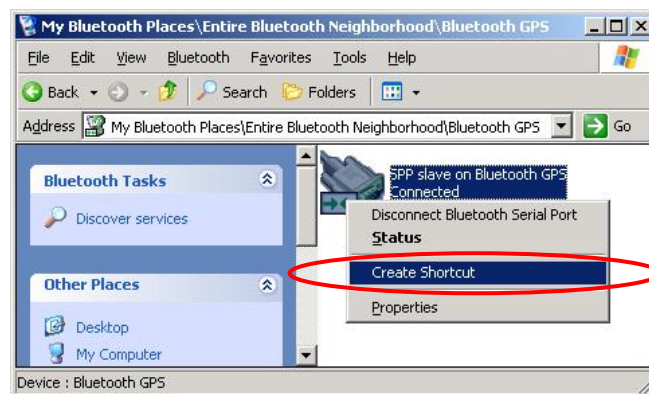 My Bluetooth Places\Entire Bluetooth Neighborhood\Bluetooth GPS
File Edit View Bluetooth Favorites Tools Help
Back Search Folders
Address My Bluetooth Places\Entire Bluetooth Neighborhood\Bluetooth GPS Go
Bluetooth Tasks
Discover services
Other Places
Desktop
My Computer
SPP slave on Bluetooth GPS
Connected
Disconnect Bluetooth Serial Port
Status
Create Shortcut
Properties
Device : Bluetooth GPS